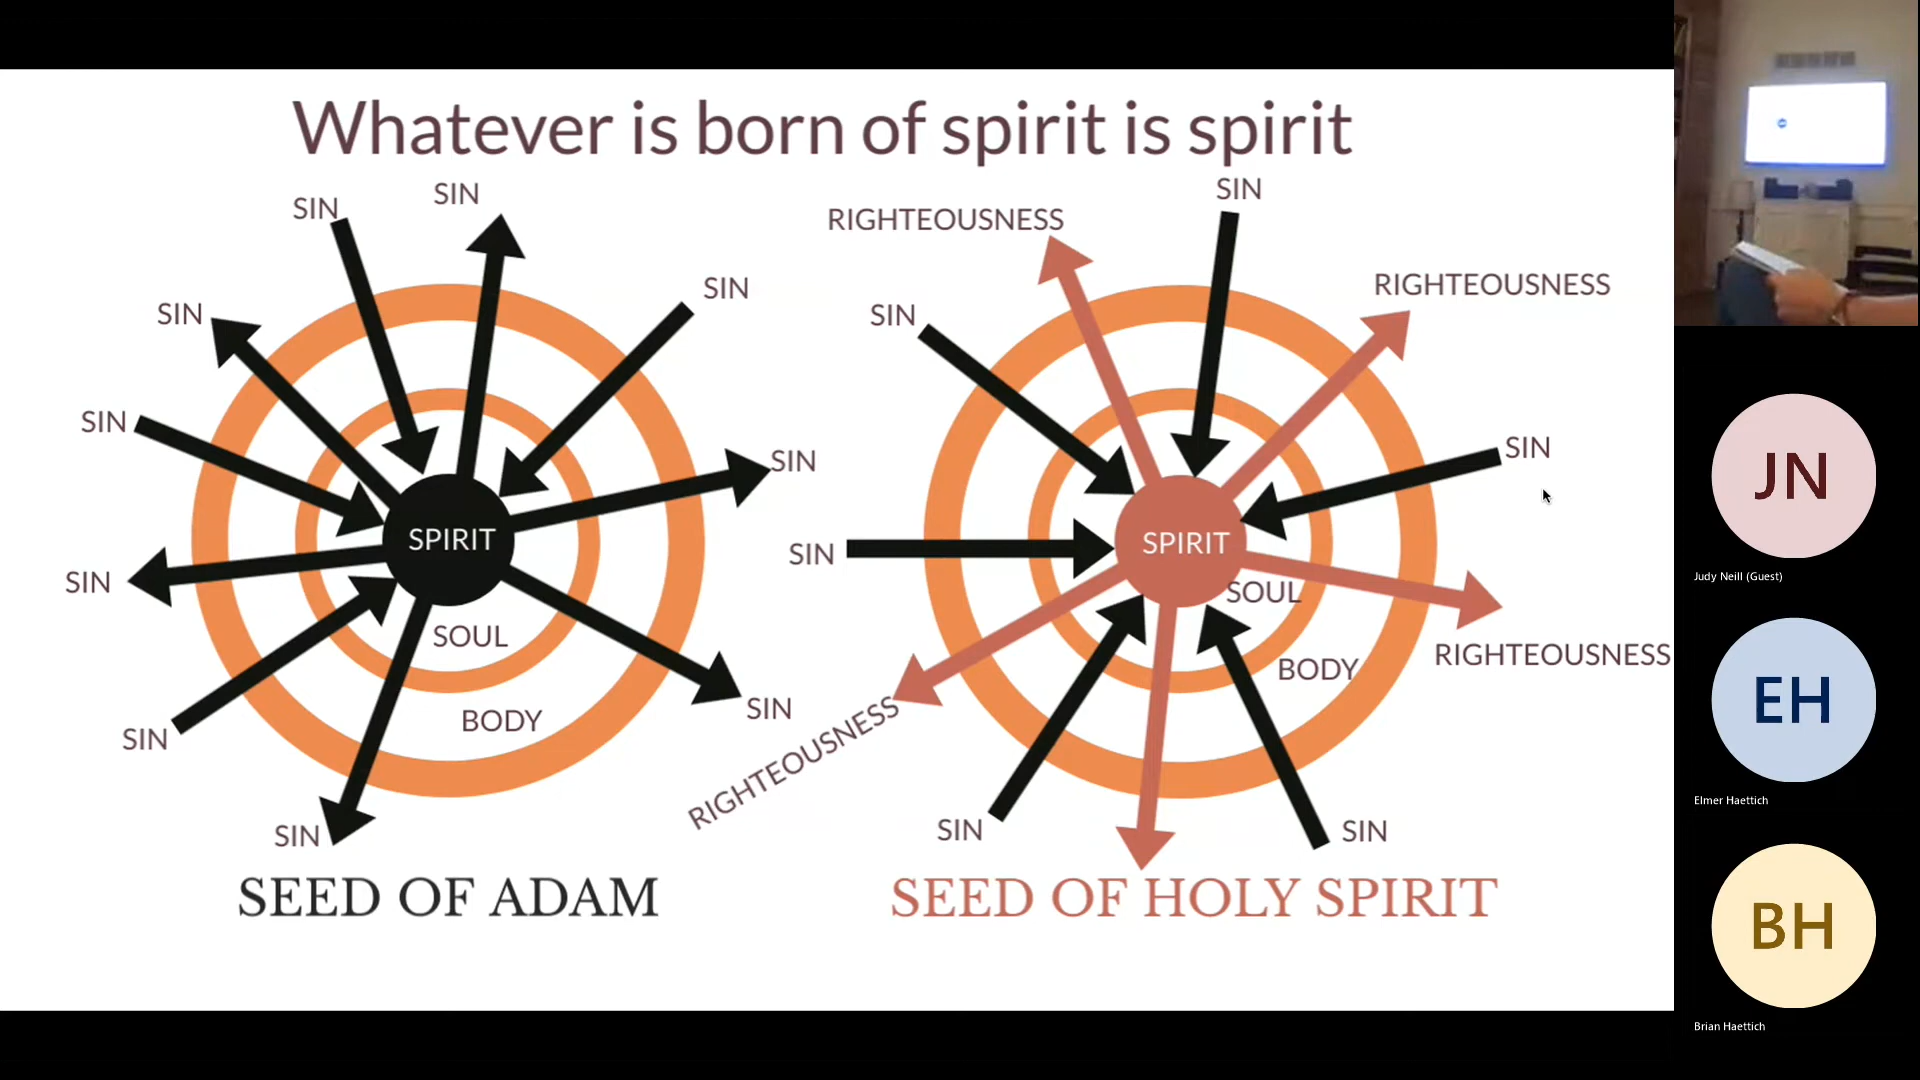 Whatever is born of spirit is spirit
SIN
SIN
SIN
SIN
SIN
SIN
SIN
SIN
SIN
SIN
SPIRIT
SOUL
BODY
SEED OF ADAM
RIGHTEOUSNESS
SIN
RIGHTEOUSNESS
SIN
SIN
SIN
SPIRIT
SOUL
BODY
RIGHTEOUSNESS
RIGHTEOUSNESS
SIN
SIN
SEED OF HOLY SPIRIT
JN
Judy Neill (Guest)
EH
Elmer Haettich
BH
Brian Haettich